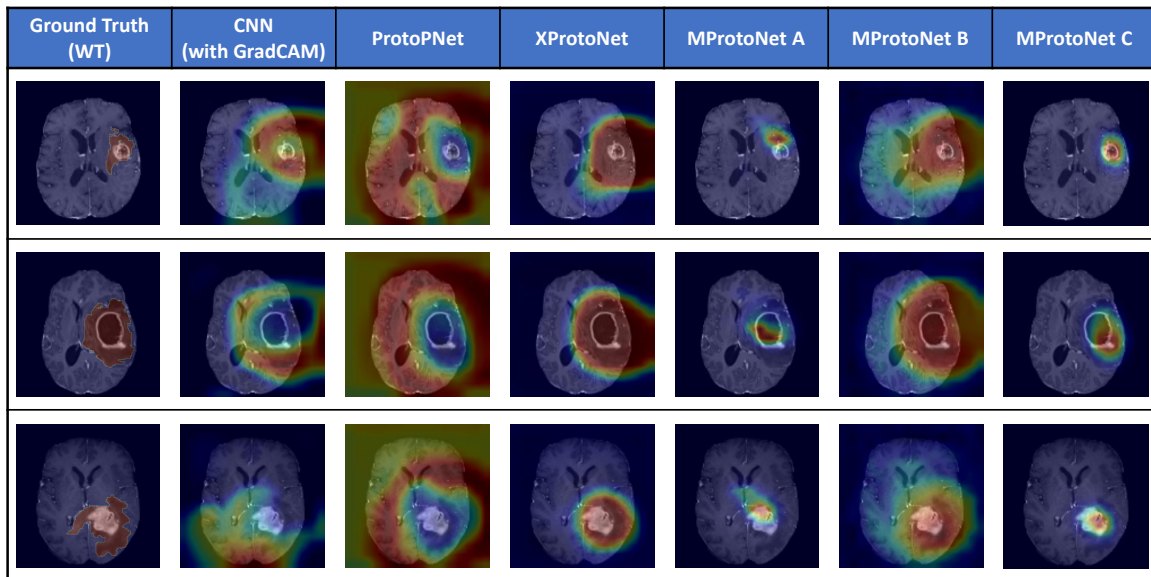 Ground Truth
(WT)
CNN
(with GradCAM)
ProtoPNet
XProtoNet
MProtoNet A
MProtoNet B
MProtoNet C